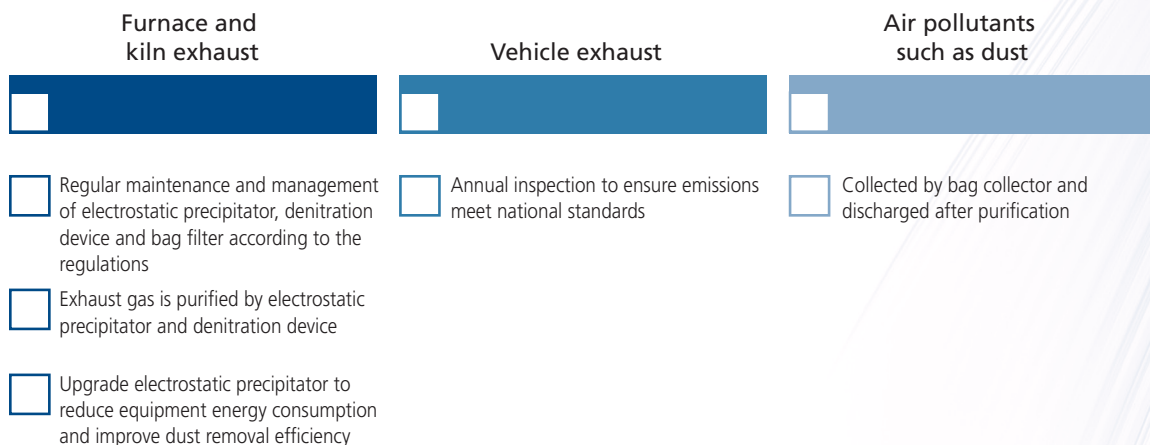 Furnace and
kiln exhaust
Regular maintenance and management
of electrostatic precipitator, denitration
device and bag filter according to the
regulations
Exhaust gas is purified by electrostatic
precipitator and denitration device
Upgrade electrostatic precipitator to
reduce equipment energy consumption
and improve dust removal efficiency
Vehicle exhaust
Annual inspection to ensure emissions
meet national standards
Air pollutants
such as dust
Collected by bag collector and
discharged after purification